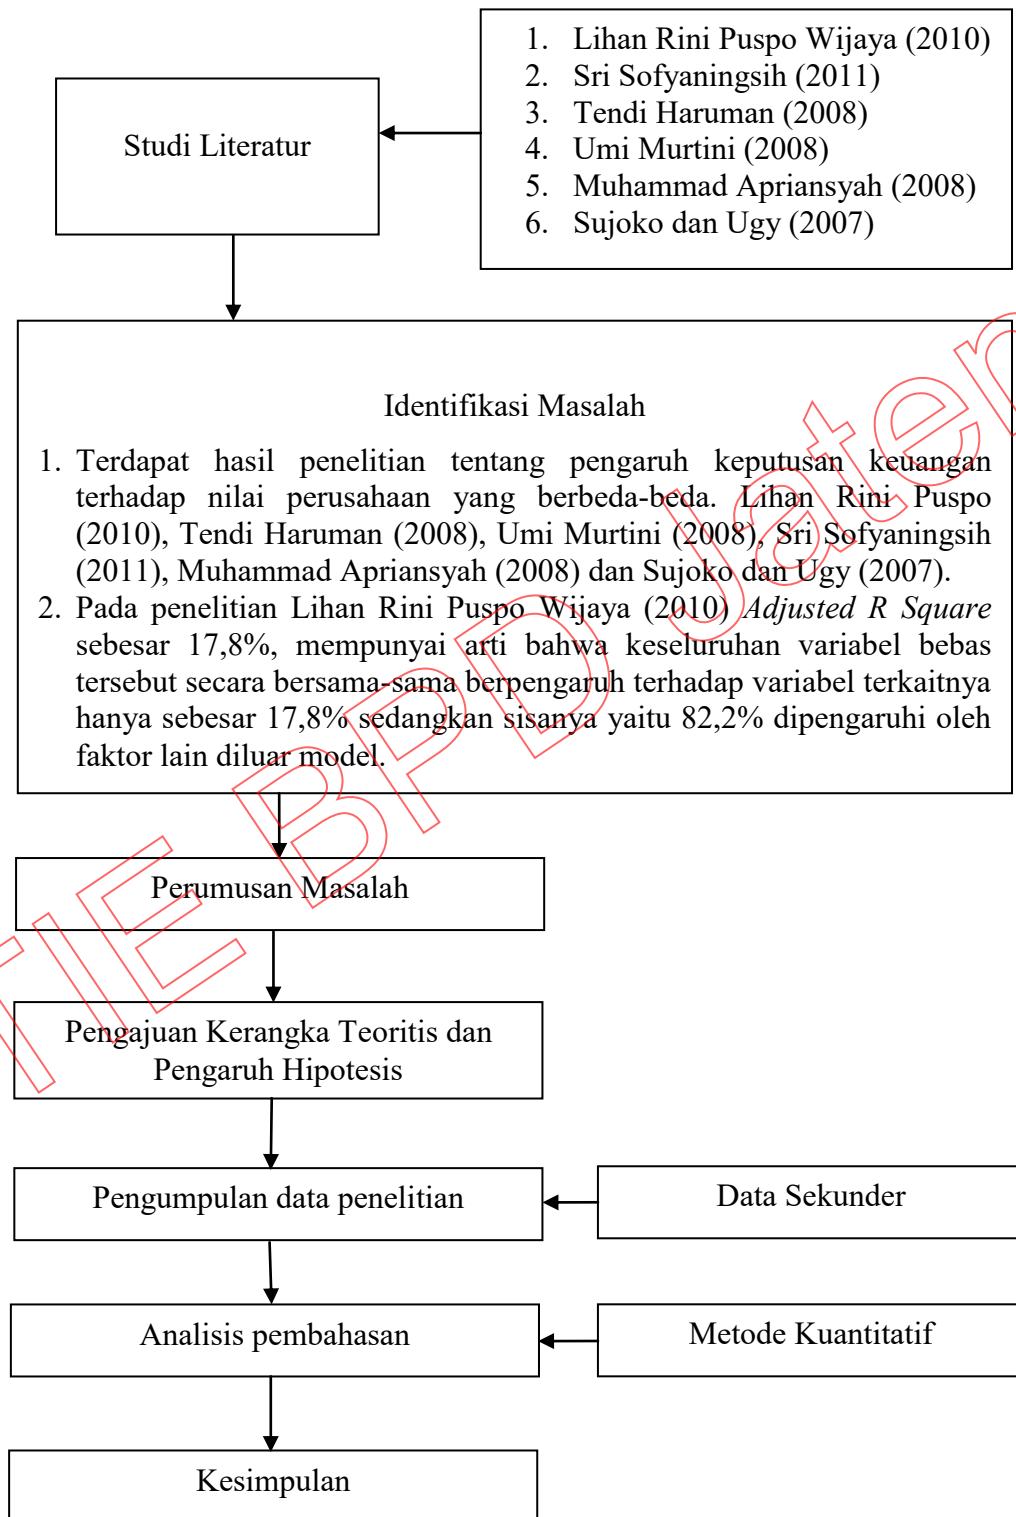 1. Lihan Rini Puspo Wijaya (2010)
2. Sri Sofyaningsih (2011)
3. Tendi Haruman (2008)
4. Umi Murtini (2008)
5. Muhammad Apriansyah (2008)
6. Sujoko dan Ugy (2007)
Studi Literatur
Identifikasi Masalah
1. Terdapat hasil penelitian tentang pengaruh keputusan keuangan
terhadap nilai perusahaan yang berbeda-beda. Lihan Rini Puspo
(2010), Tendi Haruman (2008), Umi Murtini (2008), Sri Sofyaningsih
(2011), Muhammad Apriansyah (2008) dan Sujoko dan Ugy (2007).
2. Pada penelitian Lihan Rini Puspo Wijaya (2010) Adjusted R Square
sebesar 17,8%, mempunyai arti bahwa keseluruhan variabel bebas
tersebut secara bersama-sama berpengaruh terhadap variabel terkaitnya
hanya sebesar 17,8% sedangkan sisanya yaitu 82,2% dipengaruhi oleh
faktor lain diluar model.
Perumusan Masalah
Pengajuan Kerangka Teoritis dan
Pengaruh Hipotesis
Pengumpulan data penelitian
Data Sekunder
Analisis pembahasan
Metode Kuantitatif
Kesimpulan
TIE BPD Jaten